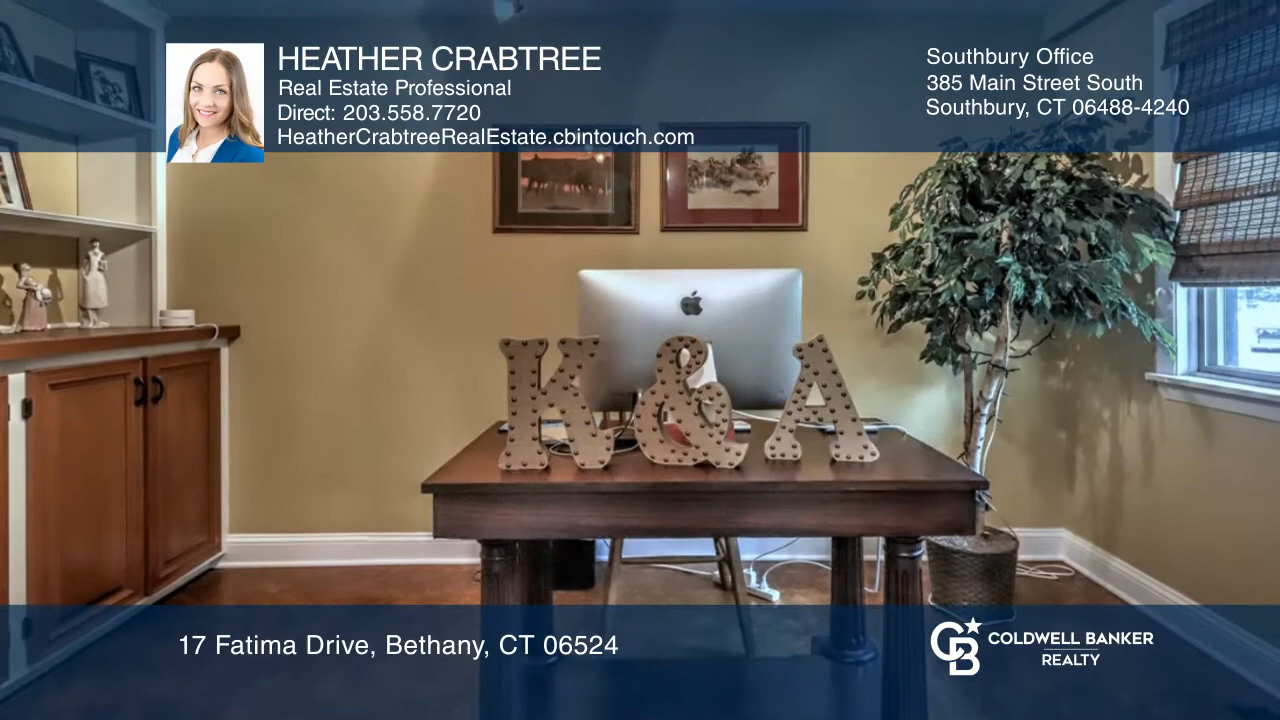 HEATHER CRABTREE
Real Estate Professional
Direct: 203.558.7720
HeatherCrabtreeRealEstate.cbintouch.com
Southbury Office
385 Main Street South
Southbury, CT 06488-4240
K & A
17 Fatima Drive, Bethany, CT 06524
CB
COLDWELL BANKER
REALTY